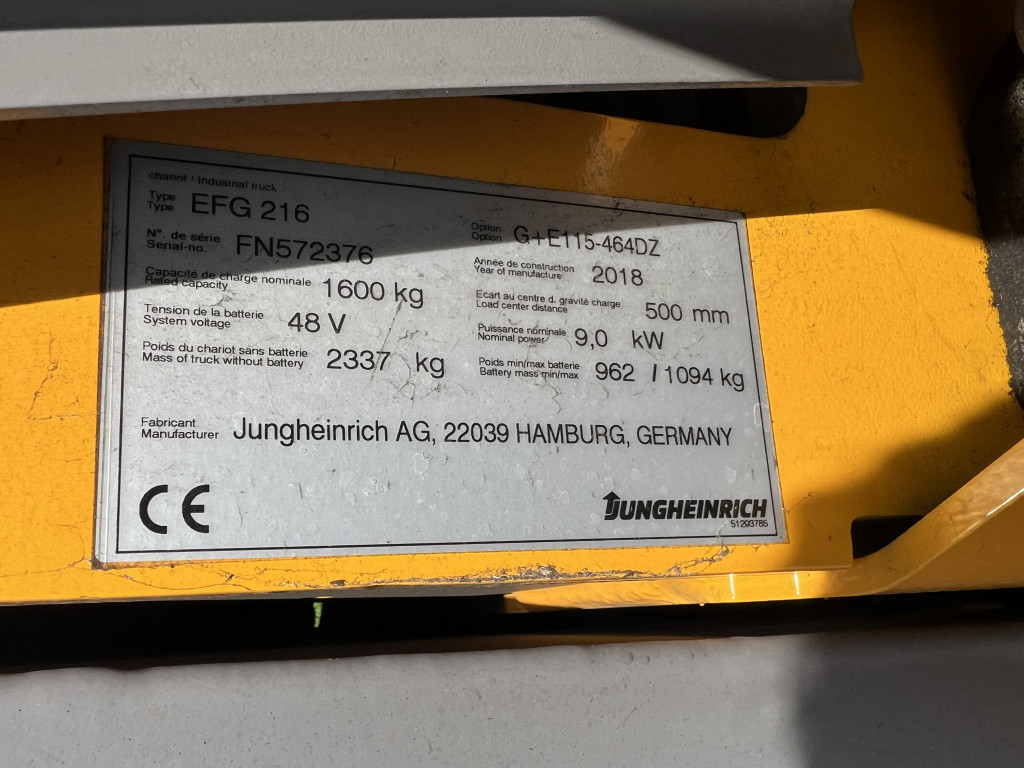 chariot / Industrial truck
Type
Type EFG 216
Option
Option G+E115-464DZ
N°. de série
Serial-no. FN572376
Année de construction
Year of manufacture 2018
Capacité de charge nominale
Rated capacity 1600 kg
Ecart au centre d. gravité charge
Load center distance 500 mm
Tension de la batterie
System voltage 48 V
Puissance nominale
Nominal power 9,0 kW
Poids du chariot sans batterie
Mass of truck without battery 2337 kg
Poids min/max batterie
Battery mass min/max 962 / 1094 kg
Fabricant
Manufacturer Jungheinrich AG, 22039 HAMBURG, GERMANY
CE
JUNGHEINRICH
51293785